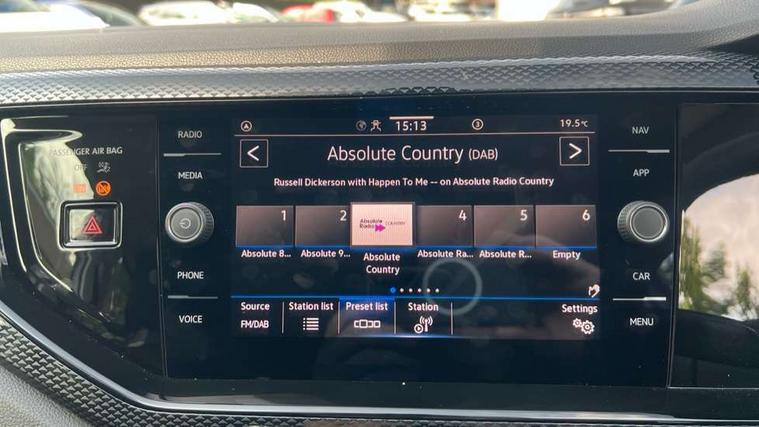 PASSENGER AIR BAG
OFF
RADIO
MEDIA
PHONE
VOICE
15:13
3
19.5°C
< Absolute Country (DAB) >
Russell Dickerson with Happen To Me -- on Absolute Radio Country
1 2 4 5 6
Absolute Radio COUNTRY
Absolute 8... Absolute 9... Absolute Country Absolute Ra... Absolute R... Empty
Source Station list Preset list Station Settings
FM/DAB
NAV
APP
CAR
MENU